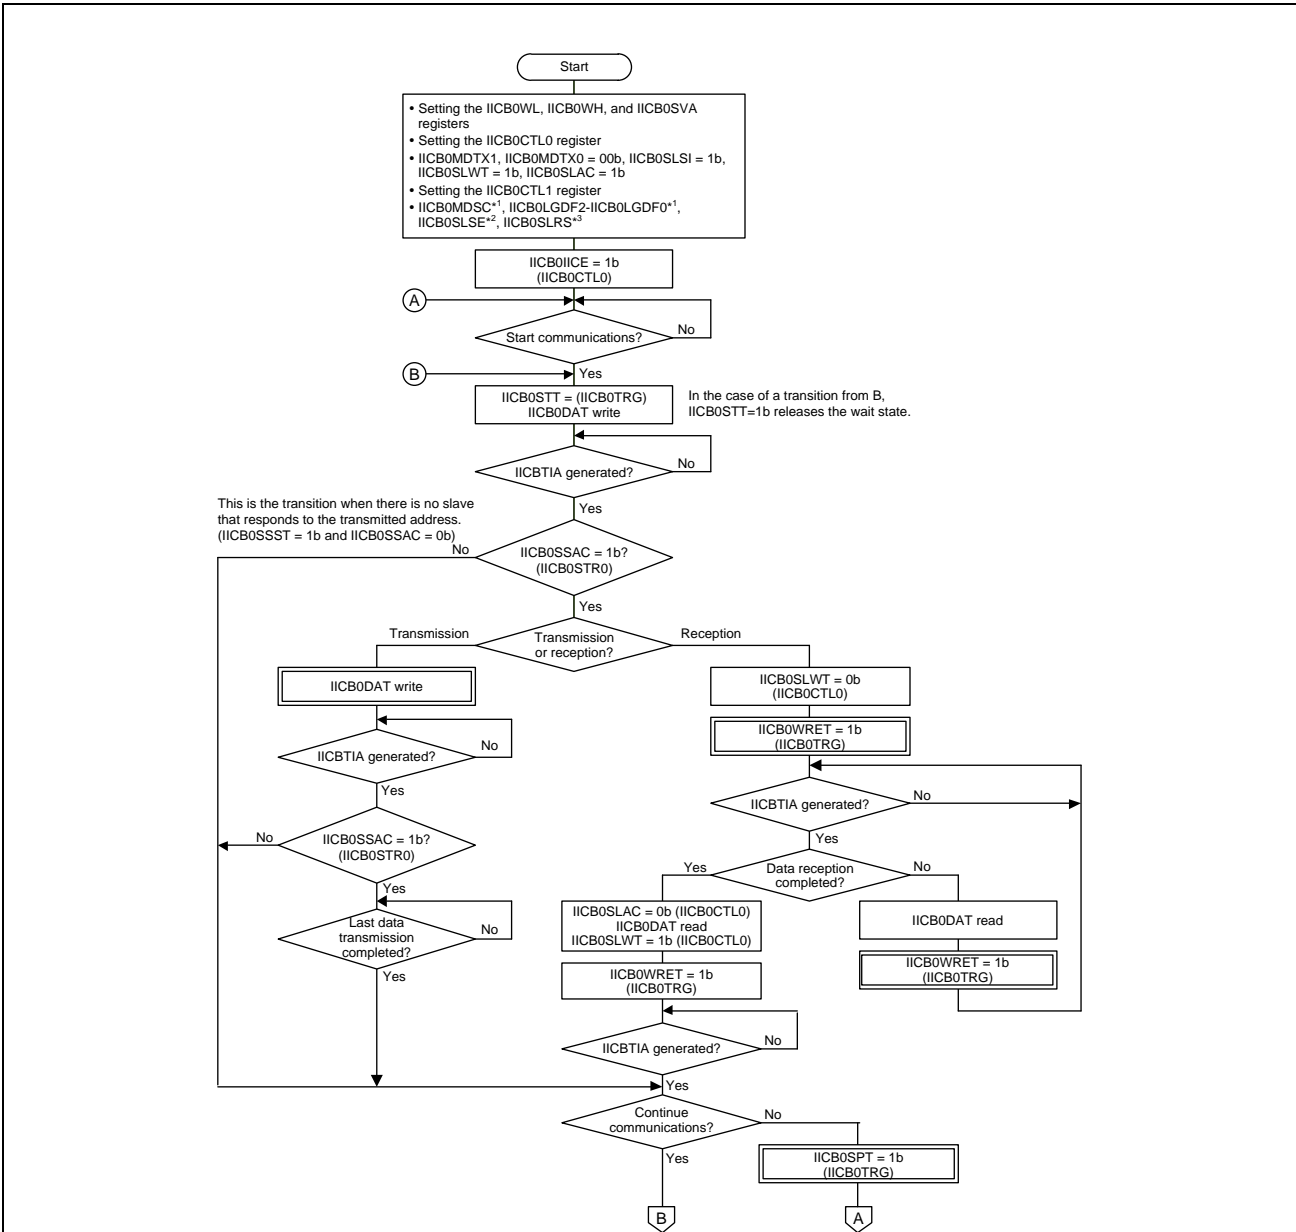 Start
• Setting the IICB0WL, IICB0WH, and IICB0SVA
registers
• Setting the IICB0CTL0 register
• IICB0MDTX1, IICB0MDTX0 = 00b, IICB0SLSI = 1b,
IICB0SLWT = 1b, IICB0SLAC = 1b
• Setting the IICB0CTL1 register
• IICB0MDSC*1, IICB0LGDF2-IICB0LGDF0*1,
IICB0SLSE*2, IICB0SLRS*3
IICB0IICE = 1b
(IICB0CTL0)
A
Start communications?
No
B
Yes
IICB0STT = (IICB0TRG)
IICB0DAT write
In the case of a transition from B,
IICB0STT=1b releases the wait state.
IICBTIA generated?
No
Yes
This is the transition when there is no slave
that responds to the transmitted address.
(IICB0SSST = 1b and IICB0SSAC = 0b)
No
IICB0SSAC = 1b?
(IICB0STR0)
Yes
Transmission
Transmission
or reception?
Reception
IICB0DAT write
IICBTIA generated?
No
Yes
No
IICB0SSAC = 1b?
(IICB0STR0)
Yes
Last data
transmission
completed?
No
Yes
IICB0SLWT = 0b
(IICB0CTL0)
IICB0WRET = 1b
(IICB0TRG)
IICBTIA generated?
No
Yes
Yes
Data reception
completed?
No
IICB0SLAC = 0b (IICB0CTL0)
IICB0DAT read
IICB0SLWT = 1b (IICB0CTL0)
IICB0DAT read
IICB0WRET = 1b
(IICB0TRG)
IICB0WRET = 1b
(IICB0TRG)
IICBTIA generated?
No
Yes
Continue
communications?
No
Yes
IICB0SPT = 1b
(IICB0TRG)
B
A